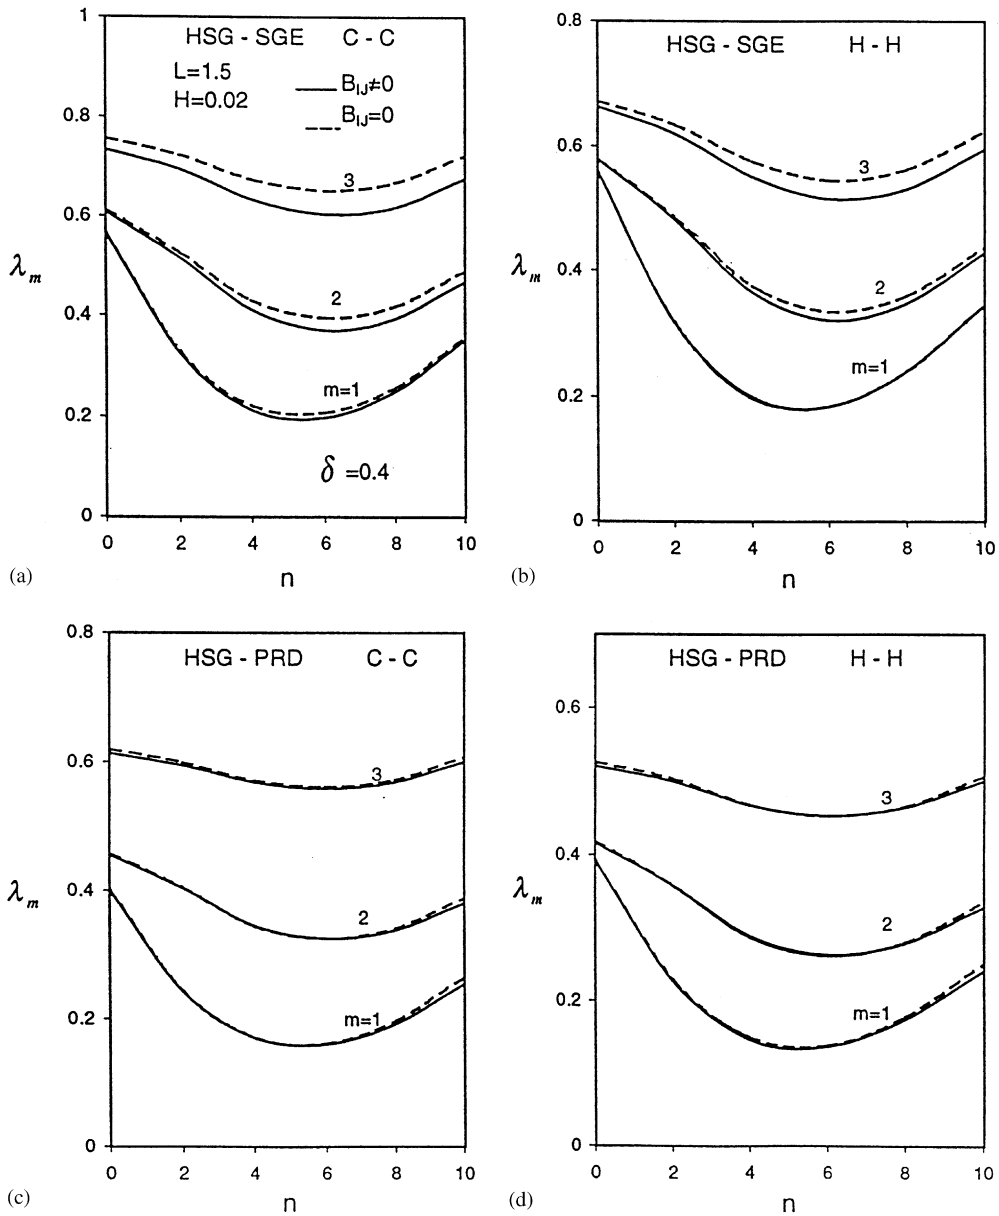 HSG - SGE C - C
L=1.5
H=0.02
B_{IJ}≠0
B_{IJ}=0
1
0.8
0.6
0.4
0.2
0
λ_m
3
2
m=1
δ =0.4
0 2 4 6 8 10
n
(a)
HSG - SGE H - H
0.8
0.6
0.4
0.2
0
λ_m
3
2
m=1
0 2 4 6 8 10
n
(b)
HSG - PRD C - C
0.8
0.6
0.4
0.2
0
λ_m
3
2
m=1
0 2 4 6 8 10
n
(c)
HSG - PRD H - H
0.6
0.4
0.2
0
λ_m
3
2
m=1
0 2 4 6 8 10
n
(d)